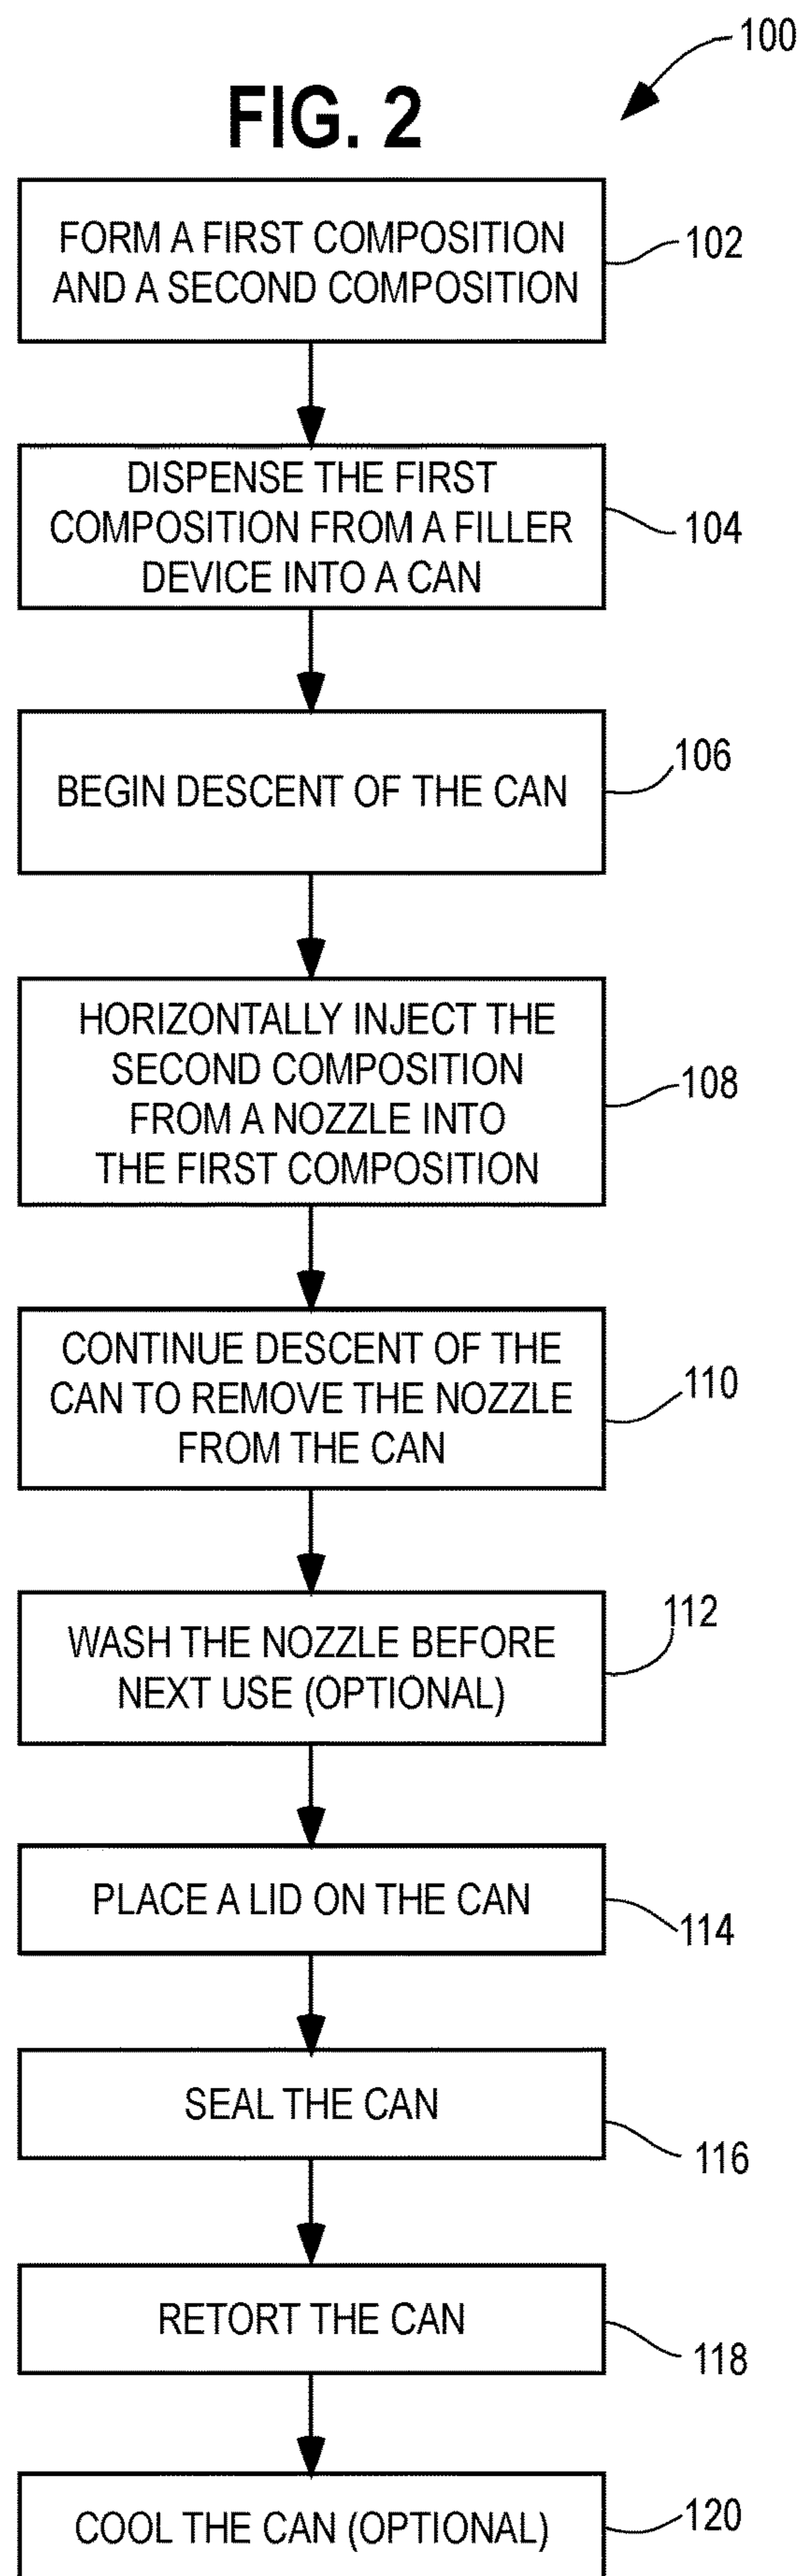 100
FIG. 2
FORM A FIRST COMPOSITION
AND A SECOND COMPOSITION
102
DISPENSE THE FIRST
COMPOSITION FROM A FILLER
DEVICE INTO A CAN
104
BEGIN DESCENT OF THE CAN
106
HORIZONTALLY INJECT THE
SECOND COMPOSITION
FROM A NOZZLE INTO
THE FIRST COMPOSITION
108
CONTINUE DESCENT OF THE
CAN TO REMOVE THE NOZZLE
FROM THE CAN
110
WASH THE NOZZLE BEFORE
NEXT USE (OPTIONAL)
112
PLACE A LID ON THE CAN
114
SEAL THE CAN
116
RETORT THE CAN
118
COOL THE CAN (OPTIONAL)
120